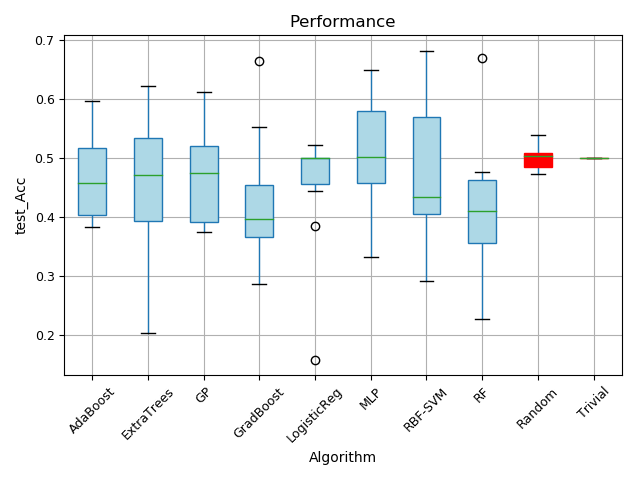 Performance
test_Acc
0.7
0.6
0.5
0.4
0.3
0.2
AdaBoost
ExtraTrees
GP
GradBoost
LogisticReg
MLP
RBF-SVM
RF
Random
Trivial
Algorithm